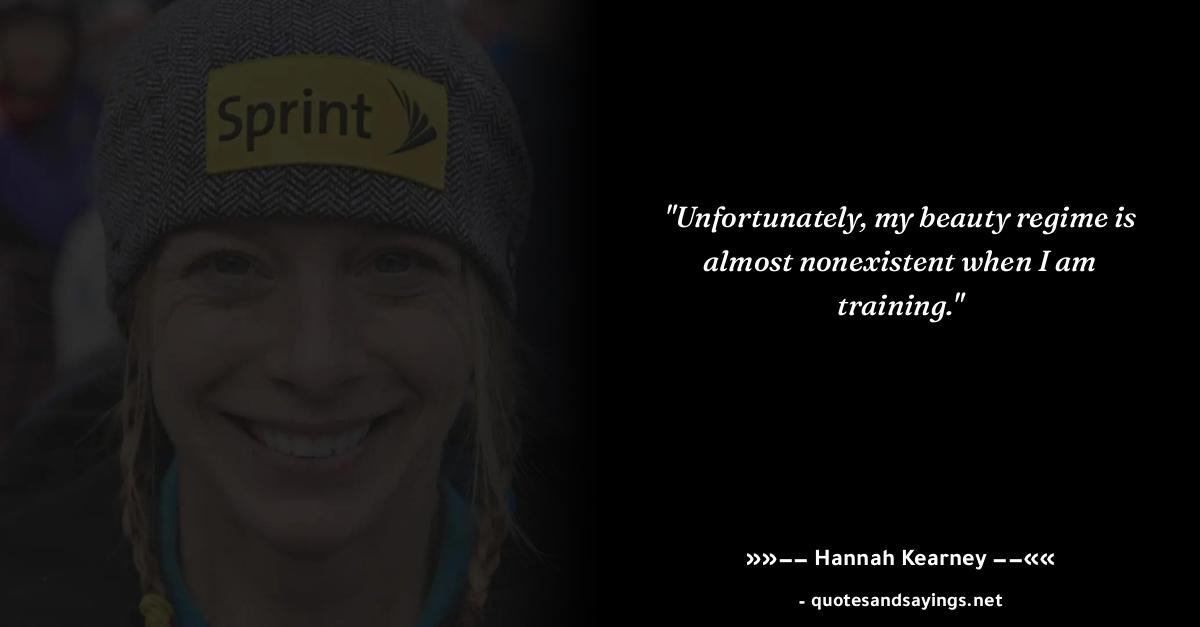 Sprint
"Unfortunately, my beauty regime is
almost nonexistent when I am
training."
»»−− Hannah Kearney −−««
- quotesandsayings.net